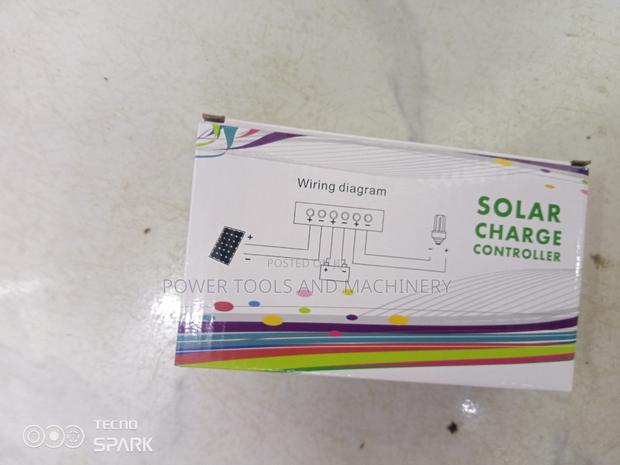 Wiring diagram
+ - + - + -
+
-
+ -
- +
SOLAR
CHARGE
CONTROLLER
POSTED ON JIJI
POWER TOOLS AND MACHINERY
TECNO
SPARK